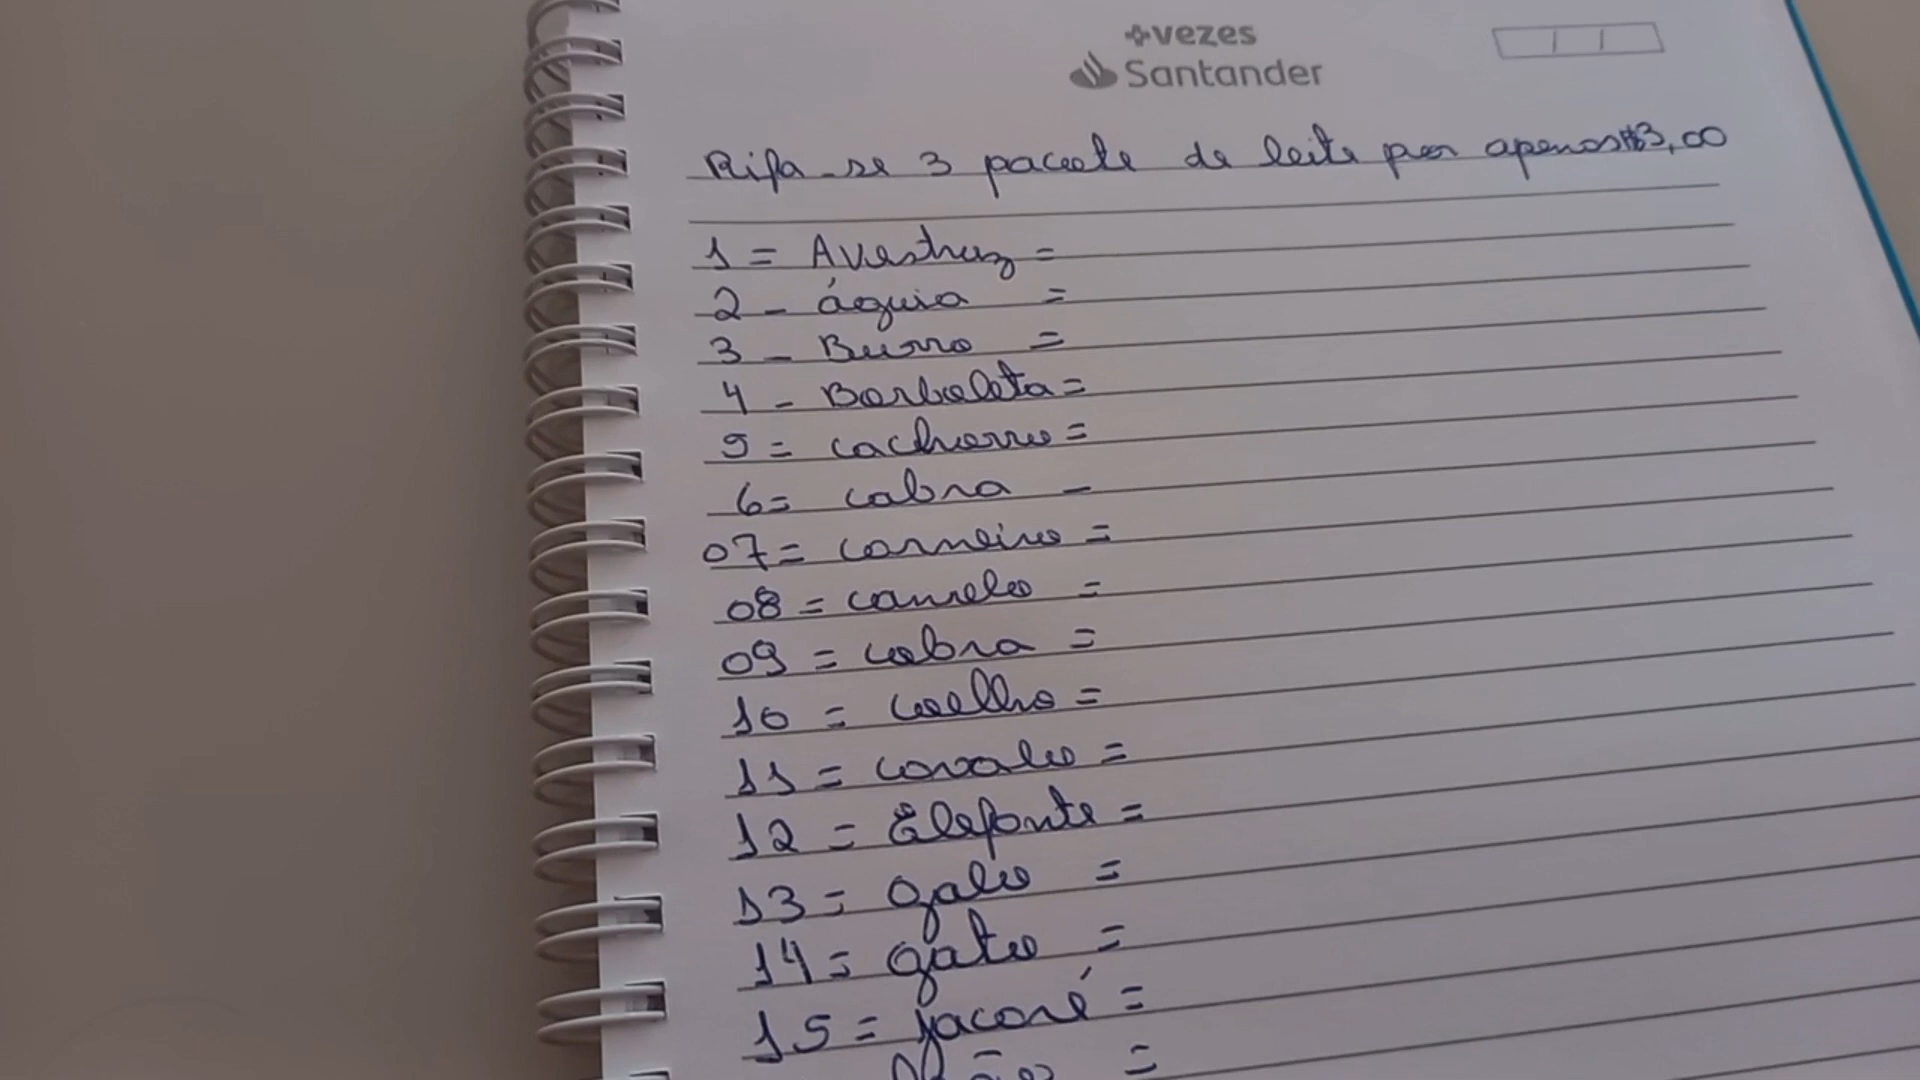 +vezes
Santander
Rifa-se 3 pacote de leite por apenas R$3,00
1 = Avestruz =
2 - águia =
3 - Burro =
4 - Borboleta =
5 = cachorro =
6 = cabra -
07 = carneiro =
08 = camelo =
09 = cobra =
10 = coelho =
11 = cavalo =
12 = Elefante =
13 = galo =
14 = gato =
15 = jacaré =